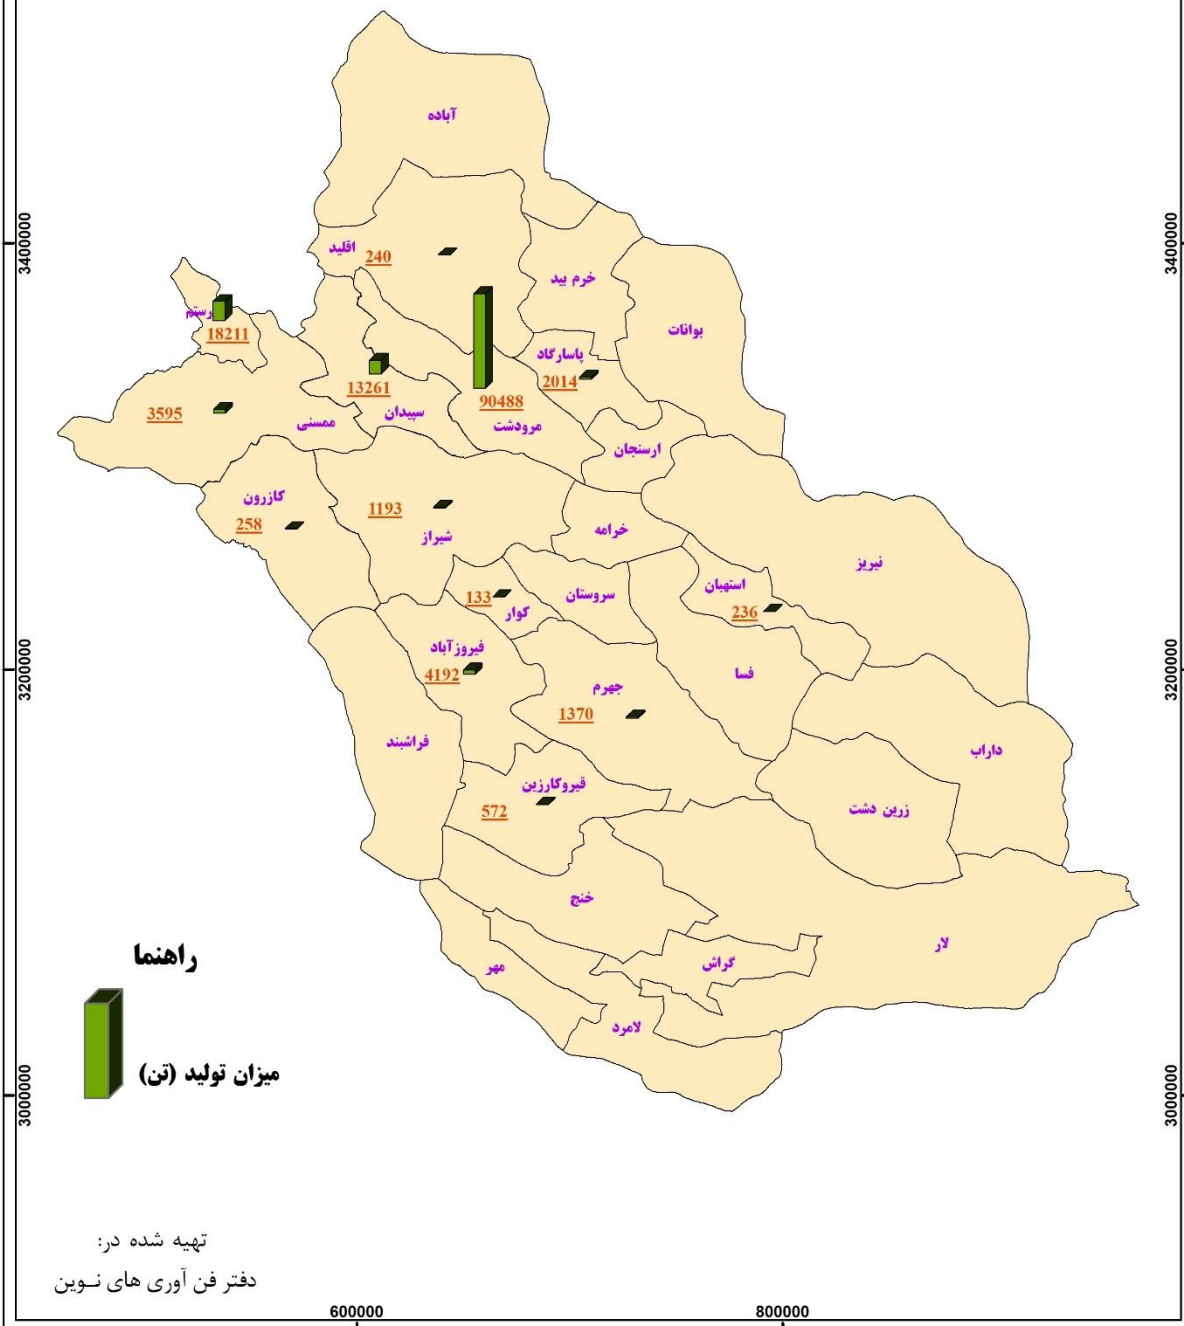 آباده
3400000
3400000
اقلید
240
خرم بید
رستم
18211
بوانات
پاسارگاد
2014
13261
90488
3595
سپیدان
ممسنی
مرودشت
ارسنجان
کازرون
258
1193
شیراز
خرامه
نیریز
استهبان
236
سروستان
133
کوار
فیروزآباد
4192
3200000
3200000
فسا
جهرم
1370
فراشبند
داراب
قیروکارزین
572
زرین دشت
خنج
لار
گراش
مهر
لامرد
راهنما
میزان تولید (تن)
3000000
3000000
تهیه شده در:
دفتر فن آوری های نـوین
600000
800000